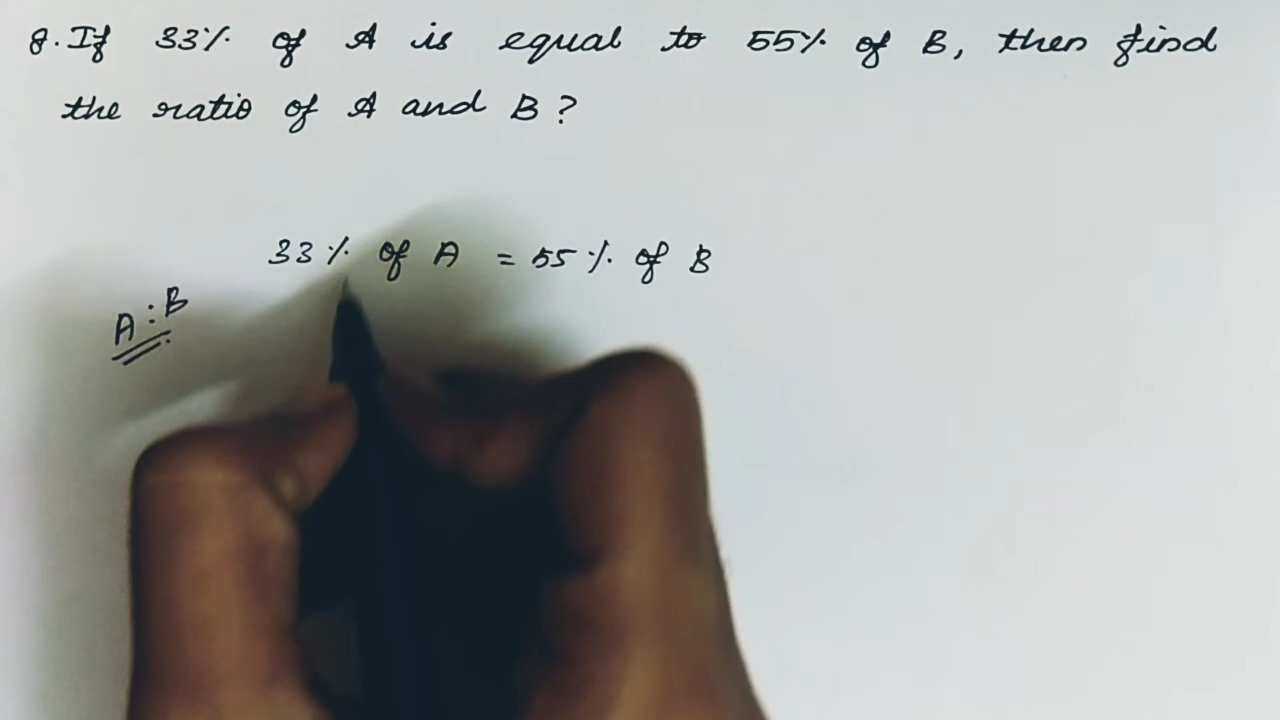 8. If 33% of A is equal to 55% of B, then find
the ratio of A and B?
33% of A = 55% of B
A:B